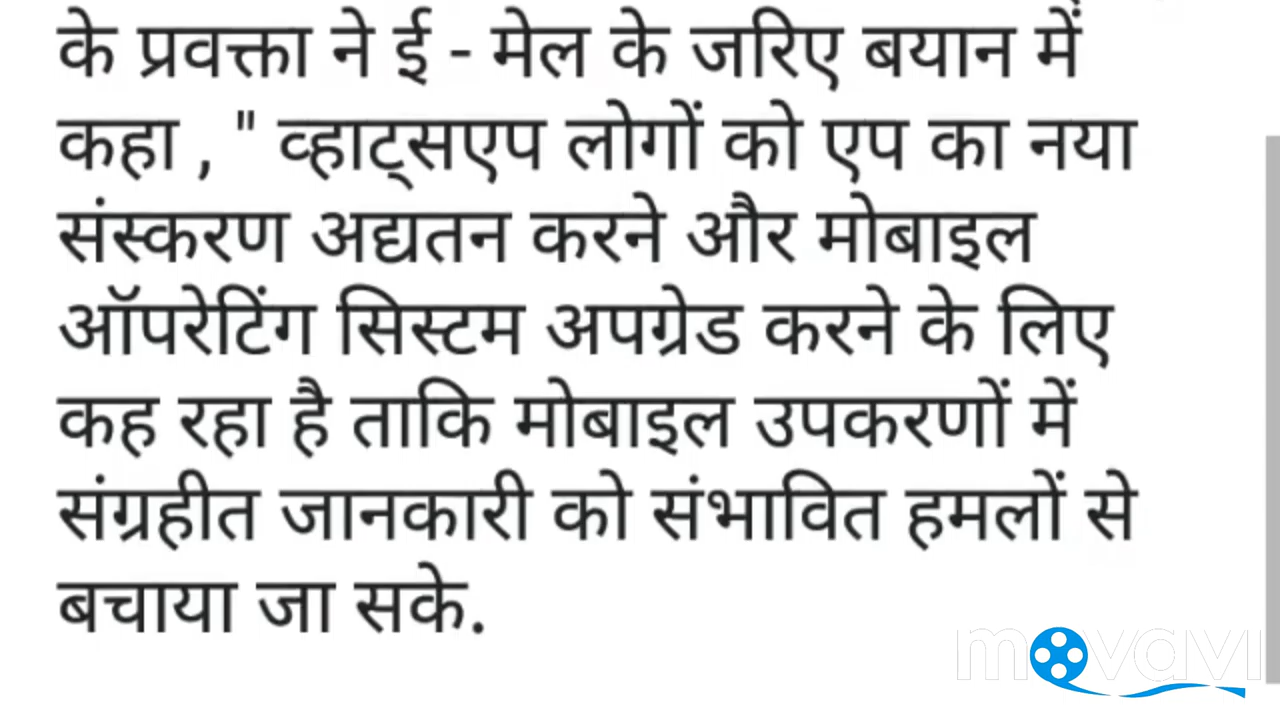 के प्रवक्ता ने ई - मेल के जरिए बयान में
कहा , " व्हाट्सएप लोगों को एप का नया
संस्करण अद्यतन करने और मोबाइल
ऑपरेटिंग सिस्टम अपग्रेड करने के लिए
कह रहा है ताकि मोबाइल उपकरणों में
संग्रहीत जानकारी को संभावित हमलों से
बचाया जा सके.
movavi